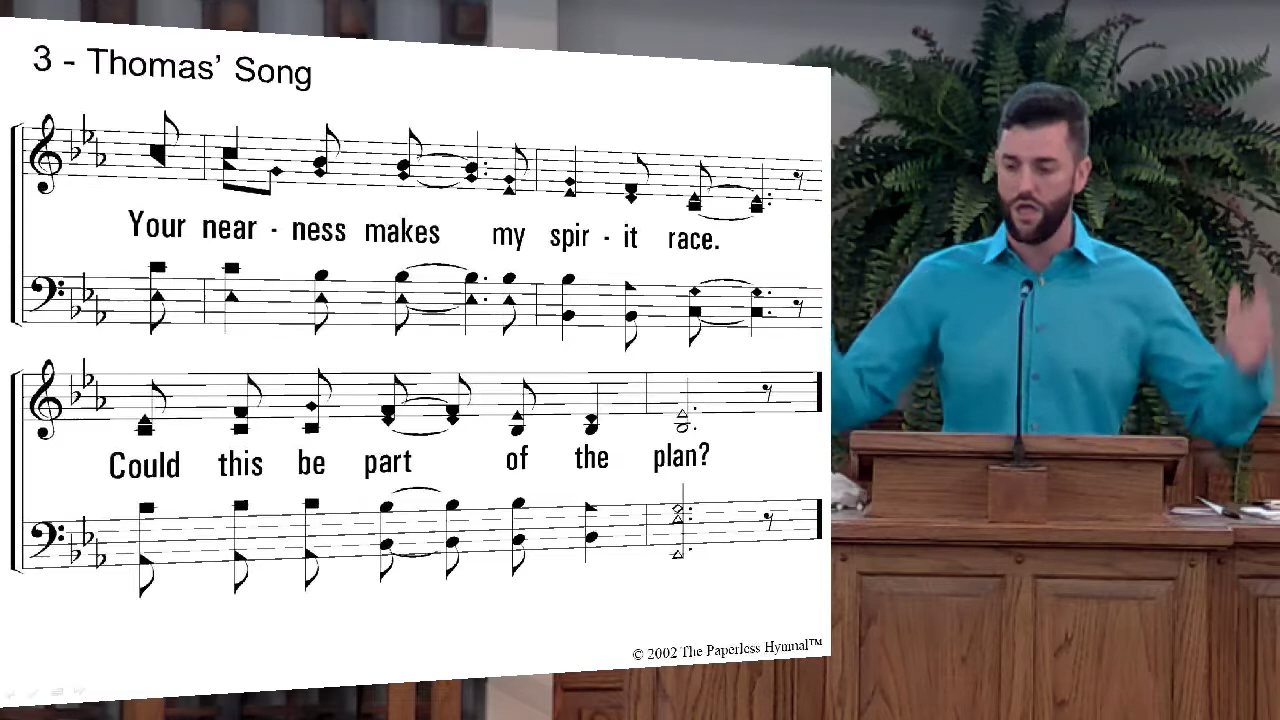 3 - Thomas’ Song
Your near - ness makes my spir - it race.
Could this be part of the plan?
© 2002 The Paperless Hymnal™